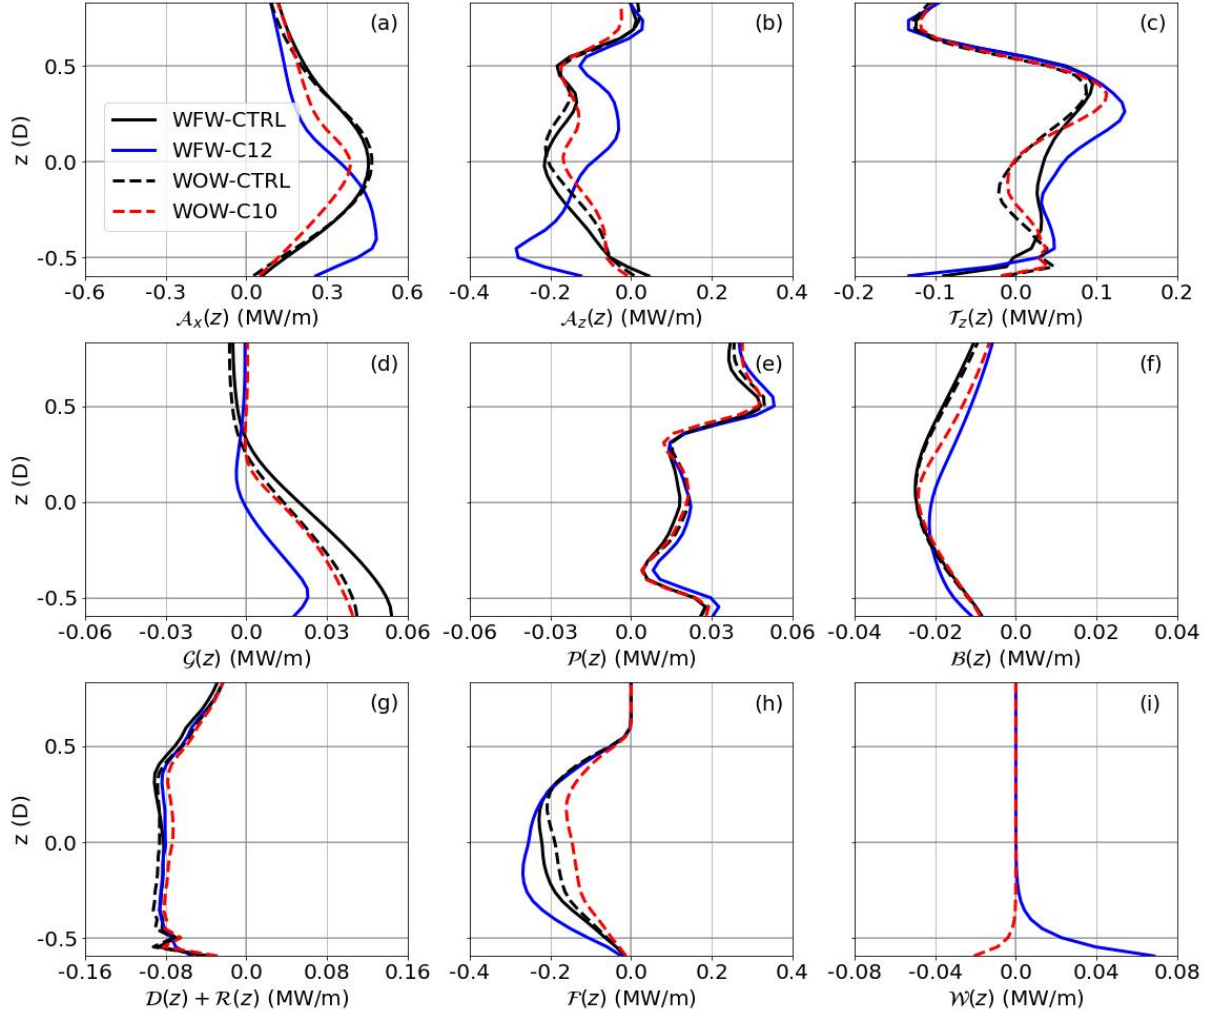 (a)
0.5
0.0
-0.5
z (D)
WFW-CTRL
WFW-C12
WOW-CTRL
WOW-C10
-0.6 -0.3 0.0 0.3 0.6
𝒜ₓ(z) (MW/m)
(b)
-0.4 -0.2 0.0 0.2 0.4
𝒜_z(z) (MW/m)
(c)
-0.2 -0.1 0.0 0.1 0.2
𝒯_z(z) (MW/m)
(d)
0.5
0.0
-0.5
z (D)
-0.06 -0.03 0.0 0.03 0.06
𝒢(z) (MW/m)
(e)
-0.06 -0.03 0.0 0.03 0.06
𝒫(z) (MW/m)
(f)
-0.04 -0.02 0.0 0.02 0.04
ℬ(z) (MW/m)
(g)
0.5
0.0
-0.5
z (D)
-0.16 -0.08 0.0 0.08 0.16
𝒟(z) + ℛ(z) (MW/m)
(h)
-0.4 -0.2 0.0 0.2 0.4
ℱ(z) (MW/m)
(i)
-0.08 -0.04 0.0 0.04 0.08
𝒲(z) (MW/m)